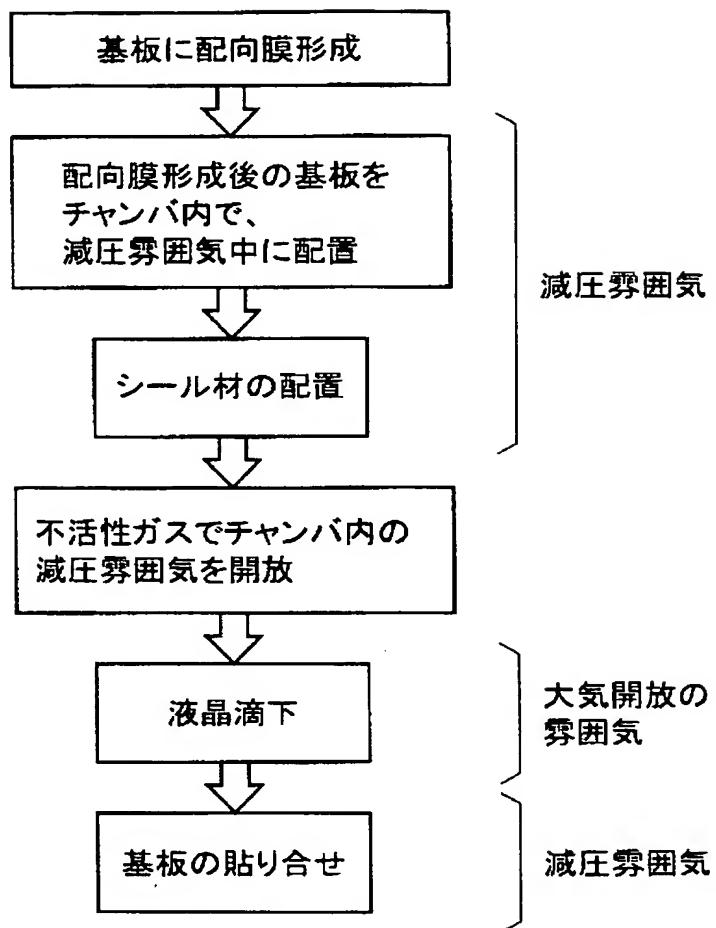 基板に配向膜形成
配向膜形成後の基板を
チャンバ内で、
減圧雰囲気中に配置
減圧雰囲気
シール材の配置
不活性ガスでチャンバ内の
減圧雰囲気を開放
液晶滴下
大気開放の
雰囲気
基板の貼り合せ
減圧雰囲気